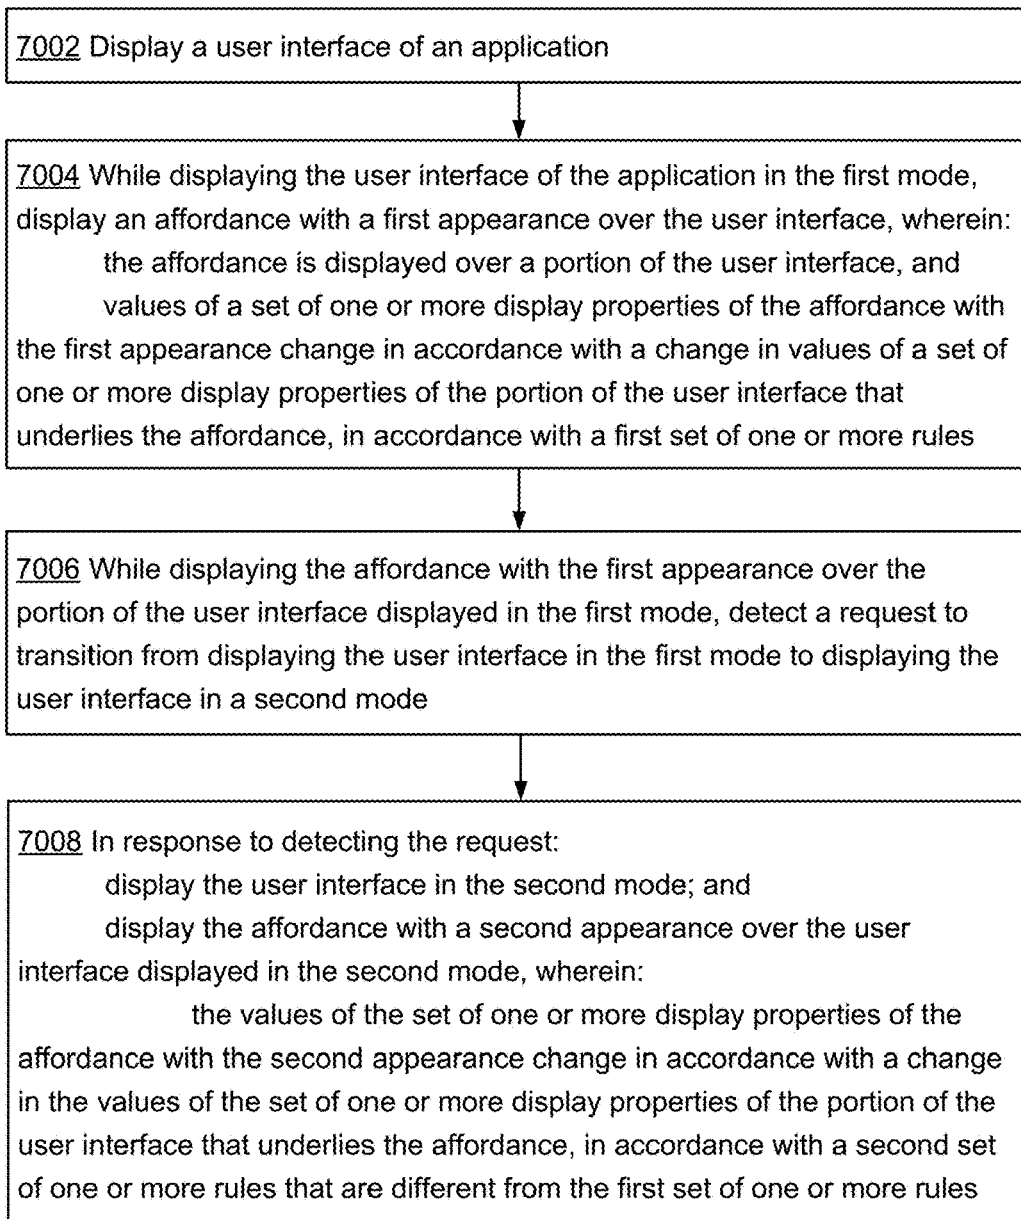 7002 Display a user interface of an application
7004 While displaying the user interface of the application in the first mode,
display an affordance with a first appearance over the user interface, wherein:
the affordance is displayed over a portion of the user interface, and
values of a set of one or more display properties of the affordance with
the first appearance change in accordance with a change in values of a set of
one or more display properties of the portion of the user interface that
underlies the affordance, in accordance with a first set of one or more rules
7006 While displaying the affordance with the first appearance over the
portion of the user interface displayed in the first mode, detect a request to
transition from displaying the user interface in the first mode to displaying the
user interface in a second mode
7008 In response to detecting the request:
display the user interface in the second mode; and
display the affordance with a second appearance over the user
interface displayed in the second mode, wherein:
the values of the set of one or more display properties of the
affordance with the second appearance change in accordance with a change
in the values of the set of one or more display properties of the portion of the
user interface that underlies the affordance, in accordance with a second set
of one or more rules that are different from the first set of one or more rules